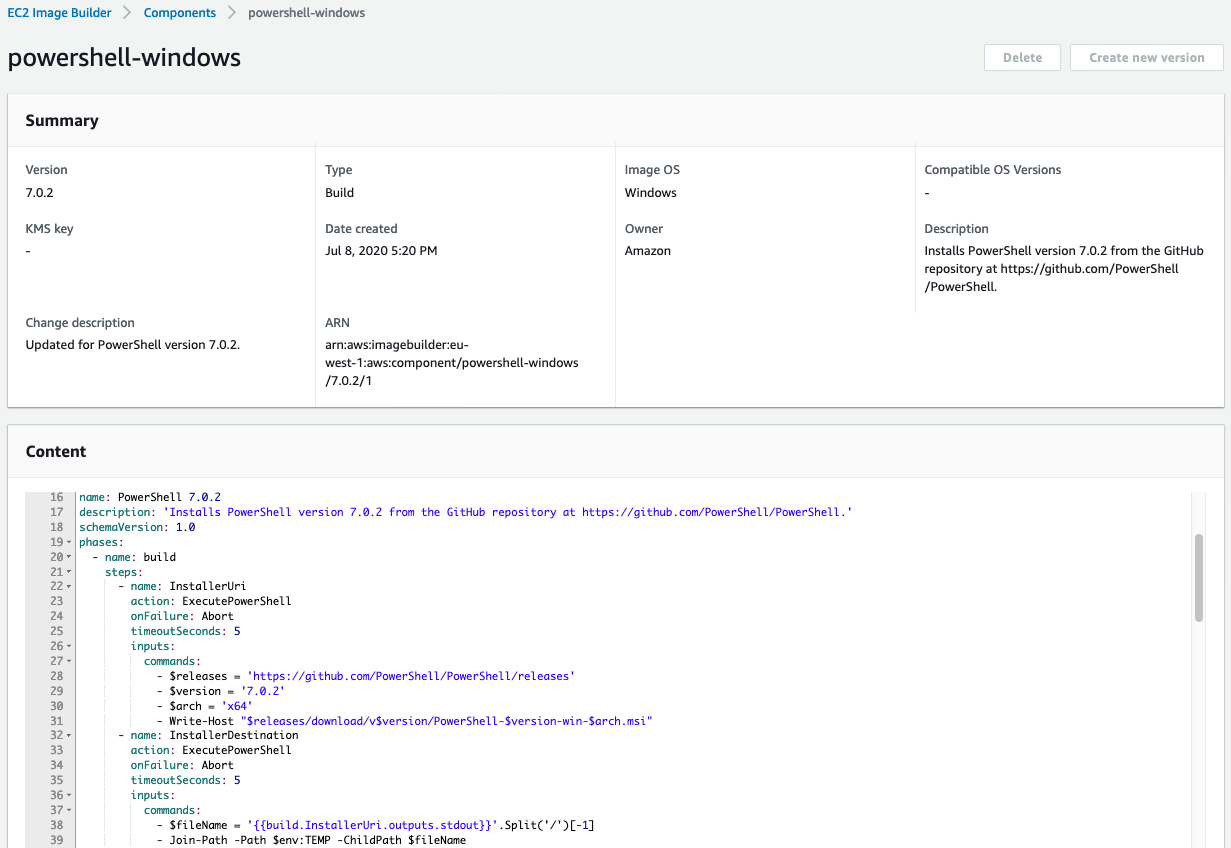 EC2 Image Builder > Components > powershell-windows
powershell-windows
Delete
Create new version
Summary
Version
7.0.2
Type
Build
Image OS
Windows
Compatible OS Versions
-
KMS key
-
Date created
Jul 8, 2020 5:20 PM
Owner
Amazon
Description
Installs PowerShell version 7.0.2 from the GitHub
repository at https://github.com/PowerShell
/PowerShell.
Change description
Updated for PowerShell version 7.0.2.
ARN
arn:aws:imagebuilder:eu-
west-1:aws:component/powershell-windows
/7.0.2/1
Content
16 name: PowerShell 7.0.2
17 description: 'Installs PowerShell version 7.0.2 from the GitHub repository at https://github.com/PowerShell/PowerShell.'
18 schemaVersion: 1.0
19 phases:
20 - name: build
21 steps:
22 - name: InstallerUri
23 action: ExecutePowerShell
24 onFailure: Abort
25 timeoutSeconds: 5
26 inputs:
27 commands:
28 - $releases = 'https://github.com/PowerShell/PowerShell/releases'
29 - $version = '7.0.2'
30 - $arch = 'x64'
31 - Write-Host "$releases/download/v$version/PowerShell-$version-win-$arch.msi"
32 - name: InstallerDestination
33 action: ExecutePowerShell
34 onFailure: Abort
35 timeoutSeconds: 5
36 inputs:
37 commands:
38 - $fileName = '{{build.InstallerUri.outputs.stdout}}'.Split('/')[-1]
39 - Join-Path -Path $env:TEMP -ChildPath $fileName